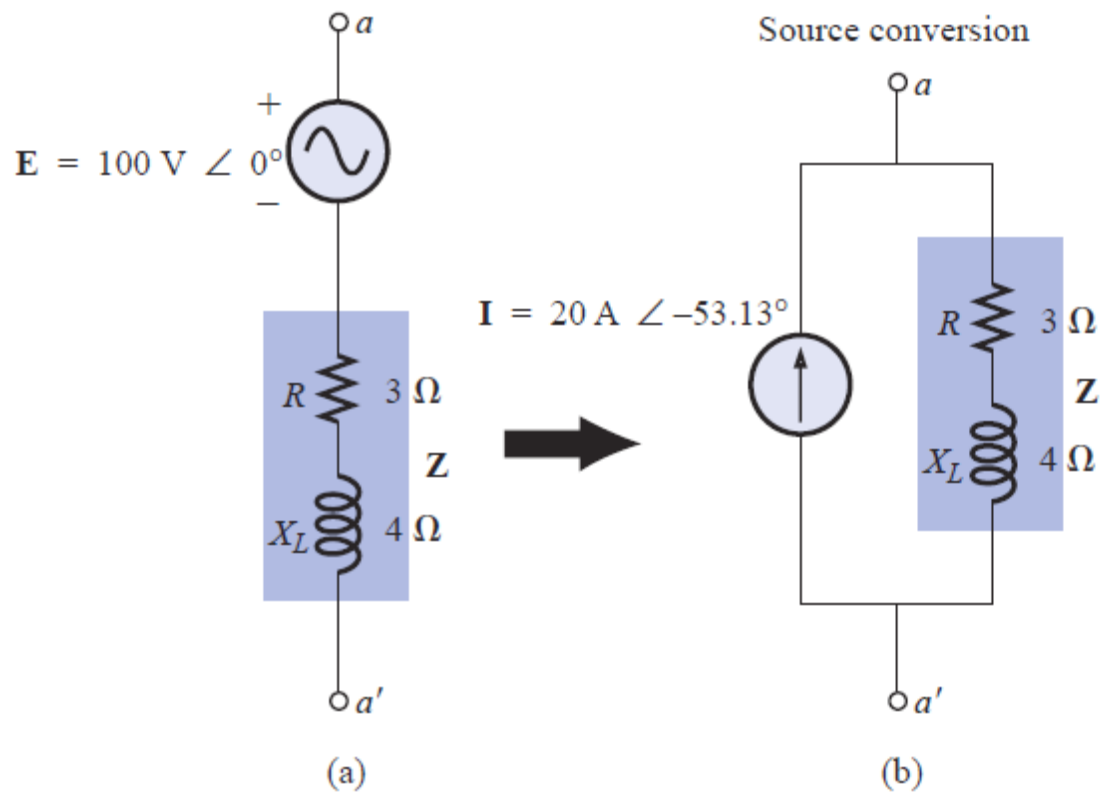 a
Source conversion
a
+
E = 100 V ∠ 0°
–
I = 20 A ∠ –53.13°
R 3 Ω
Z
X_L 4 Ω
R 3 Ω
Z
X_L 4 Ω
a′
a′
(a)
(b)